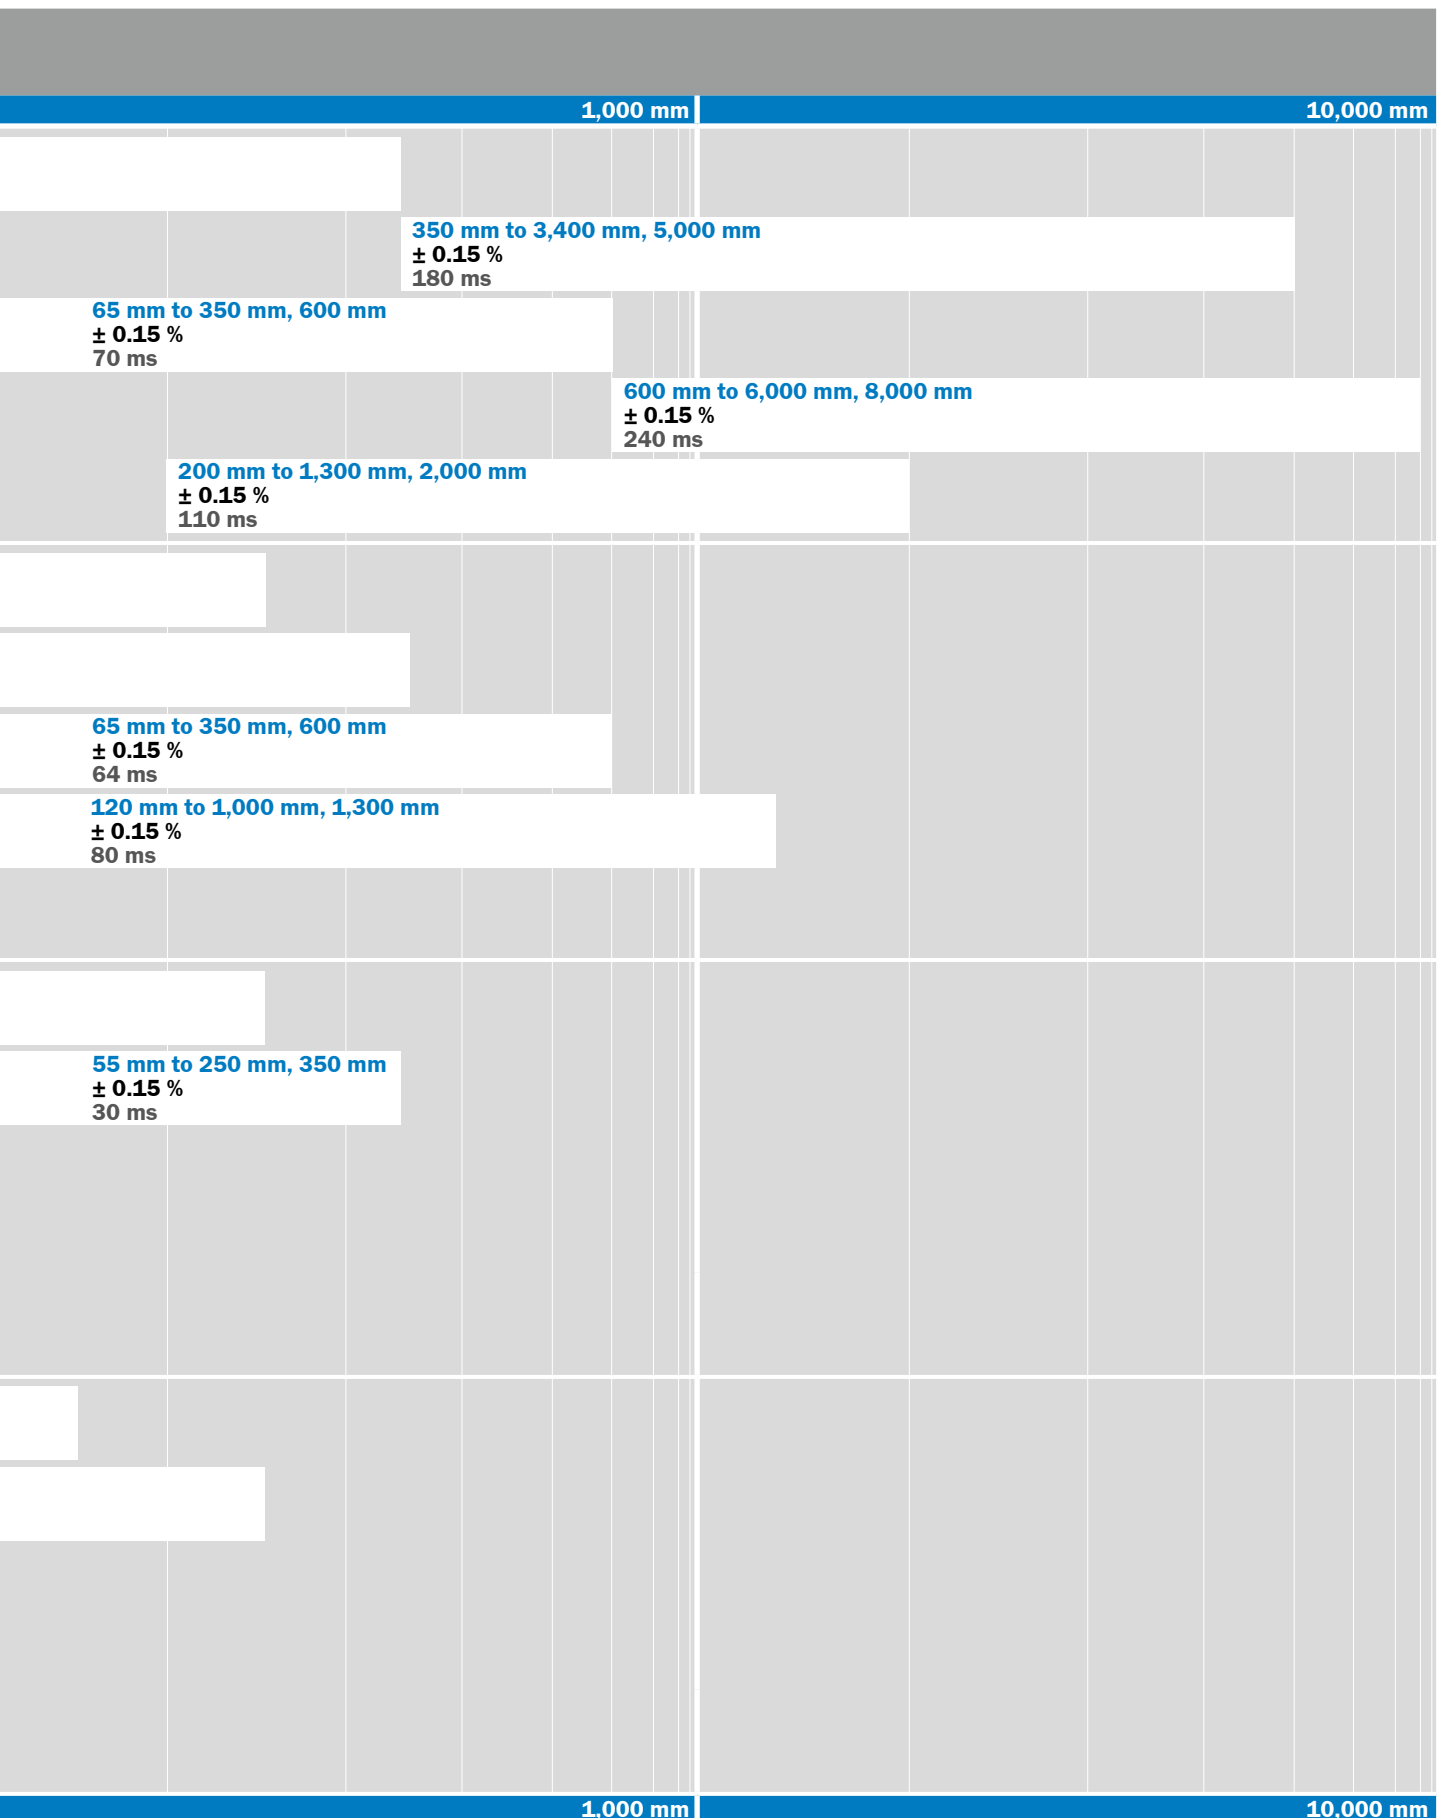 1,000 mm
10,000 mm
350 mm to 3,400 mm, 5,000 mm
± 0.15 %
180 ms
65 mm to 350 mm, 600 mm
± 0.15 %
70 ms
600 mm to 6,000 mm, 8,000 mm
± 0.15 %
240 ms
200 mm to 1,300 mm, 2,000 mm
± 0.15 %
110 ms
65 mm to 350 mm, 600 mm
± 0.15 %
64 ms
120 mm to 1,000 mm, 1,300 mm
± 0.15 %
80 ms
55 mm to 250 mm, 350 mm
± 0.15 %
30 ms
1,000 mm
10,000 mm